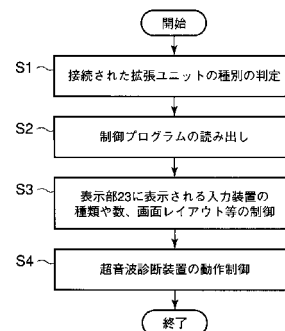 開始
S1
接続された拡張ユニットの種別の判定
S2
制御プログラムの読み出し
S3
表示部23に表示される入力装置の
種類や数、画面レイアウト等の制御
S4
超音波診断装置の動作制御
終了